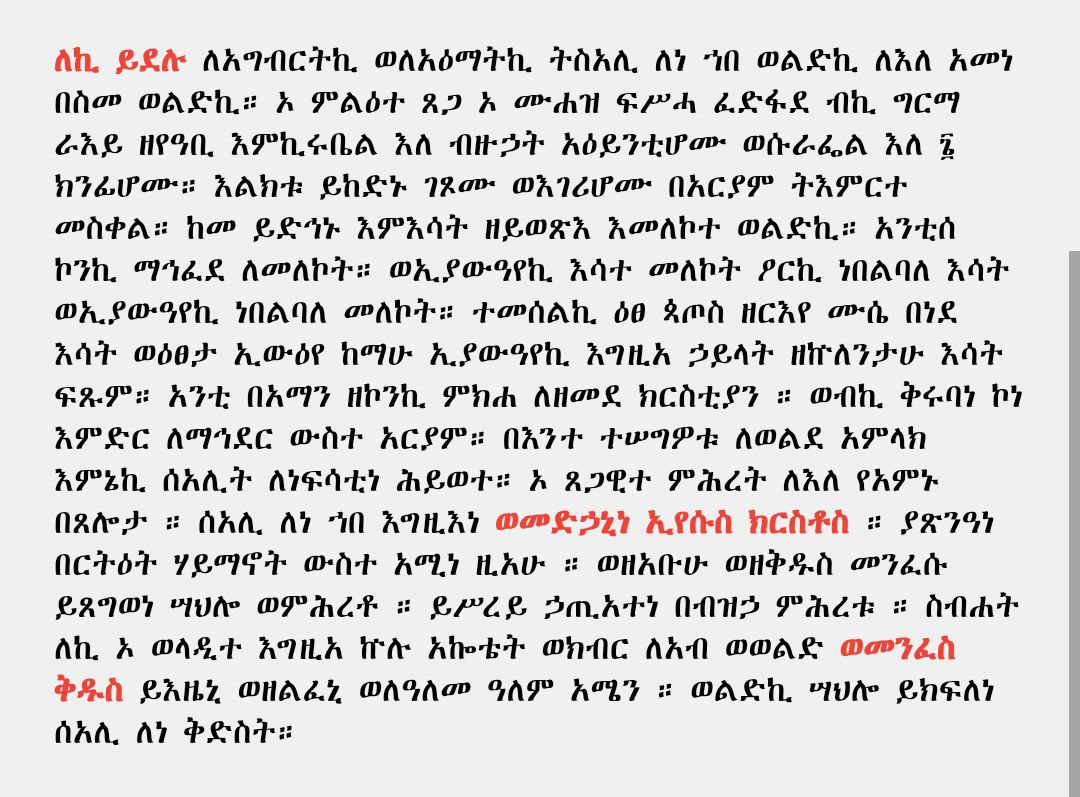 ለኪ ይደሉ ለአግብርትኪ ወለአዕማትኪ ትስአሊ ለነ ኀበ ወልድኪ ለእለ አመነ
በስመ ወልድኪ። ኦ ምልዕተ ጸጋ ኦ ሙሐዝ ፍሥሓ ፈድፋደ ብኪ ግርማ
ራእይ ዘየዓቢ እምኪሩቤል እለ ብዙኃት አዕይንቲሆሙ ወሱራፌል እለ ፮
ክንፊሆሙ። እልክቱ ይከድኑ ገጾሙ ወእገሪሆሙ በአርያም ትእምርተ
መስቀል። ከመ ይድኅኑ እምእሳት ዘይወጽእ እመለኮተ ወልድኪ። አንቲሰ
ኮንኪ ማኅፈደ ለመለኮት። ወኢያውዓየኪ እሳተ መለኮት ዖርኪ ነበልባለ እሳት
ወኢያውዓየኪ ነበልባለ መለኮት። ተመሰልኪ ዕፀ ጳጦስ ዘርእየ ሙሴ በነደ
እሳት ወዕፀታ ኢውዕየ ከማሁ ኢያውዓየኪ እግዚአ ኃይላት ዘኵለንታሁ እሳት
ፍጹም። አንቲ በአማን ዘኮንኪ ምክሐ ለዘመደ ክርስቲያን ። ወብኪ ቅሩባነ ኮነ
እምድር ለማኅደር ውስተ አርያም። በእንተ ተሠግዎቱ ለወልደ አምላክ
እምኔኪ ሰአሊት ለነፍሳቲነ ሕይወተ። ኦ ጸጋዊተ ምሕረት ለእለ የአምኑ
በጸሎታ ። ሰአሊ ለነ ኀበ እግዚእነ ወመድኃኒነ ኢየሱስ ክርስቶስ ። ያጽንዓነ
በርትዕት ሃይማኖት ውስተ አሚነ ዚአሁ ። ወዘአቡሁ ወዘቅዱስ መንፈሱ
ይጸግወነ ሣህሎ ወምሕረቶ ። ይሥረይ ኃጢአተነ በብዝኃ ምሕረቱ ። ስብሐት
ለኪ ኦ ወላዲተ እግዚአ ኵሉ አኰቴት ወክብር ለአብ ወወልድ ወመንፈስ
ቅዱስ ይእዜኒ ወዘልፈኒ ወለዓለመ ዓለም አሜን ። ወልድኪ ሣህሎ ይክፍለነ
ሰአሊ ለነ ቅድስት።